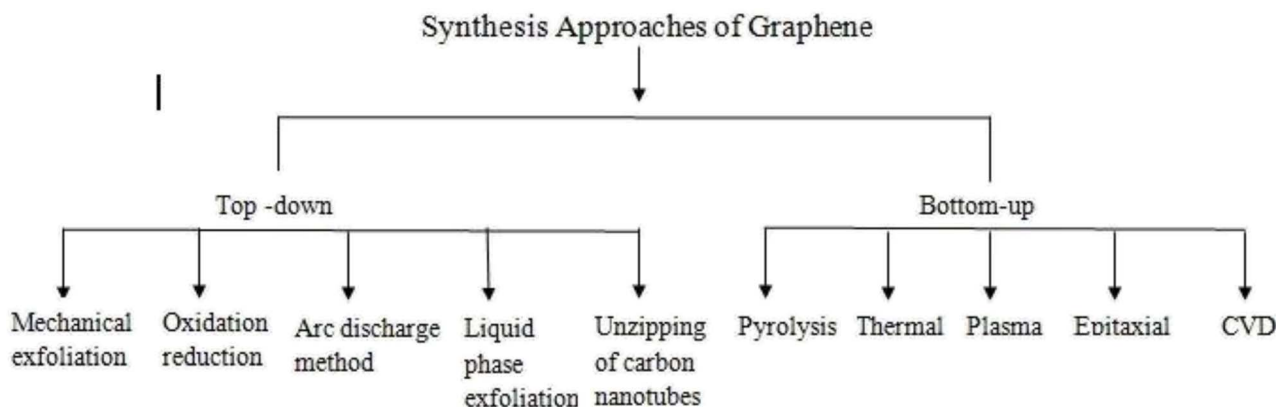 Synthesis Approaches of Graphene
Top -down
Bottom-up
Mechanical
exfoliation
Oxidation
reduction
Arc discharge
method
Liquid
phase
exfoliation
Unzipping
of carbon
nanotubes
Pyrolysis
Thermal
Plasma
Epitaxial
CVD